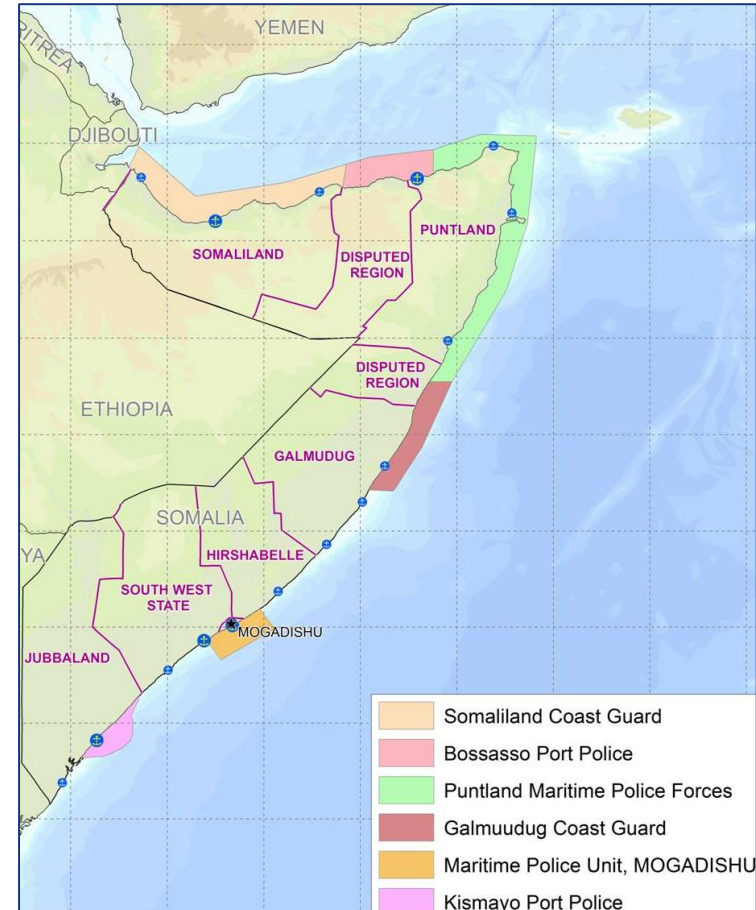 YEMEN
DJIBOUTI
SOMALILAND
DISPUTED
REGION
PUNTLAND
DISPUTED
REGION
ETHIOPIA
GALMUDUG
SOMALIA
YA
HIRSHABELLE
SOUTH WEST
STATE
MOGADISHU
JUBBALAND
Somaliland Coast Guard
Bossasso Port Police
Puntland Maritime Police Forces
Galmuudug Coast Guard
Maritime Police Unit, MOGADISHU
Kismayo Port Police